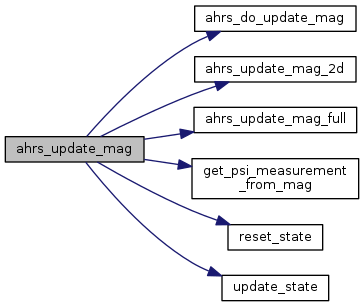 ahrs_do_update_mag
ahrs_update_mag_2d
ahrs_update_mag_full
ahrs_update_mag
get_psi_measurement
_from_mag
reset_state
update_state